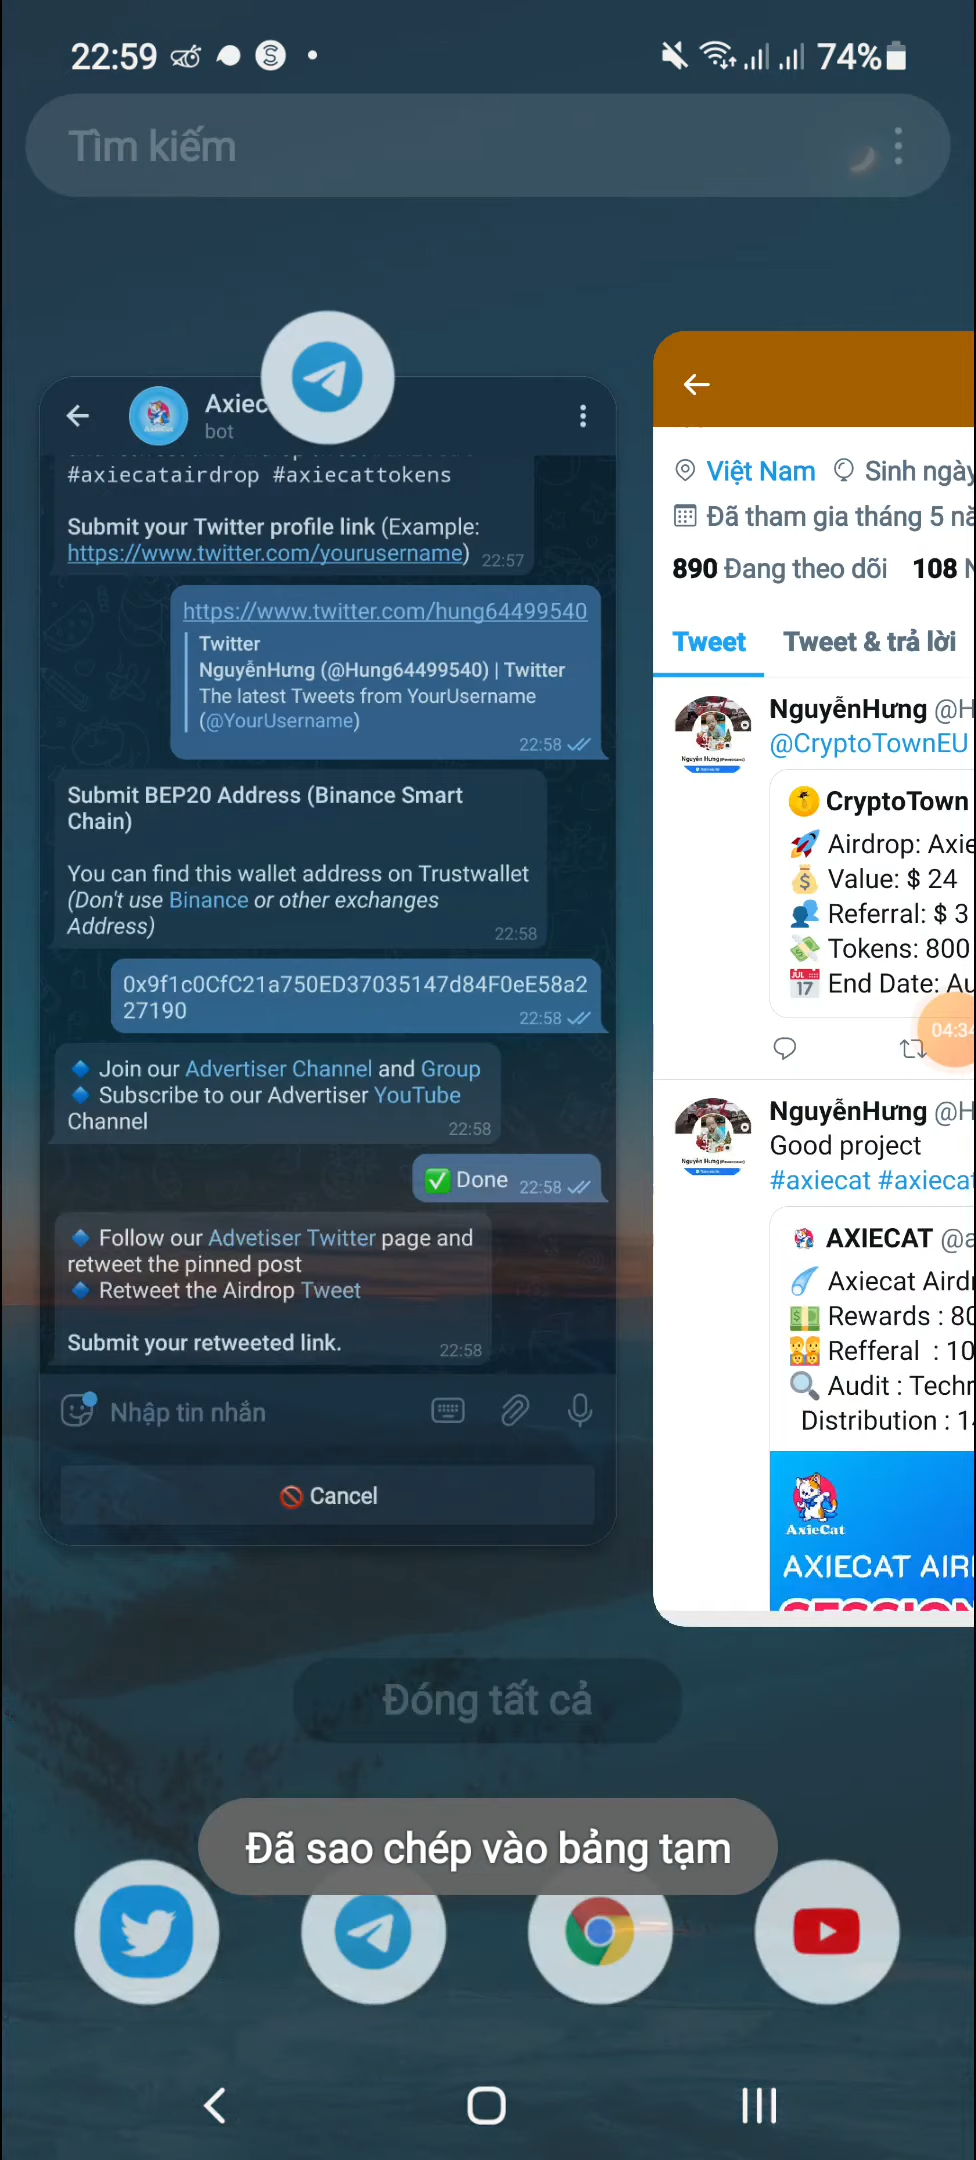 22:59
74%
Tìm kiếm
Axiec
bot
#axiecatairdrop #axiecattokens
Submit your Twitter profile link (Example:
https://www.twitter.com/yourusername)
22:57
https://www.twitter.com/hung64499540
Twitter
NguyễnHưng (@Hung64499540) | Twitter
The latest Tweets from YourUsername
(@YourUsername)
22:58
Submit BEP20 Address (Binance Smart
Chain)
You can find this wallet address on Trustwallet
(Don't use Binance or other exchanges
Address)
22:58
0x9f1c0CfC21a750ED37035147d84F0eE58a2
27190
22:58
Join our Advertiser Channel and Group
Subscribe to our Advertiser YouTube
Channel
22:58
Done 22:58
Follow our Advetiser Twitter page and
retweet the pinned post
Retweet the Airdrop Tweet
Submit your retweeted link.
22:58
Nhập tin nhắn
Cancel
Việt Nam Sinh ngày
Đã tham gia tháng 5 nă
890 Đang theo dõi 108 N
Tweet Tweet & trả lời
NguyễnHưng @H
@CryptoTownEU
CryptoTown
Airdrop: Axie
Value: $ 24
Referral: $ 3
Tokens: 800
JUL 17 End Date: Au
04:34
NguyễnHưng @H
Good project
#axiecat #axiecat
AXIECAT @a
Axiecat Airdr
Rewards : 80
Refferal : 10
Audit : Techr
Distribution : 14
AxieCat
AXIECAT AIR
SESSION
Đóng tất cả
Đã sao chép vào bảng tạm